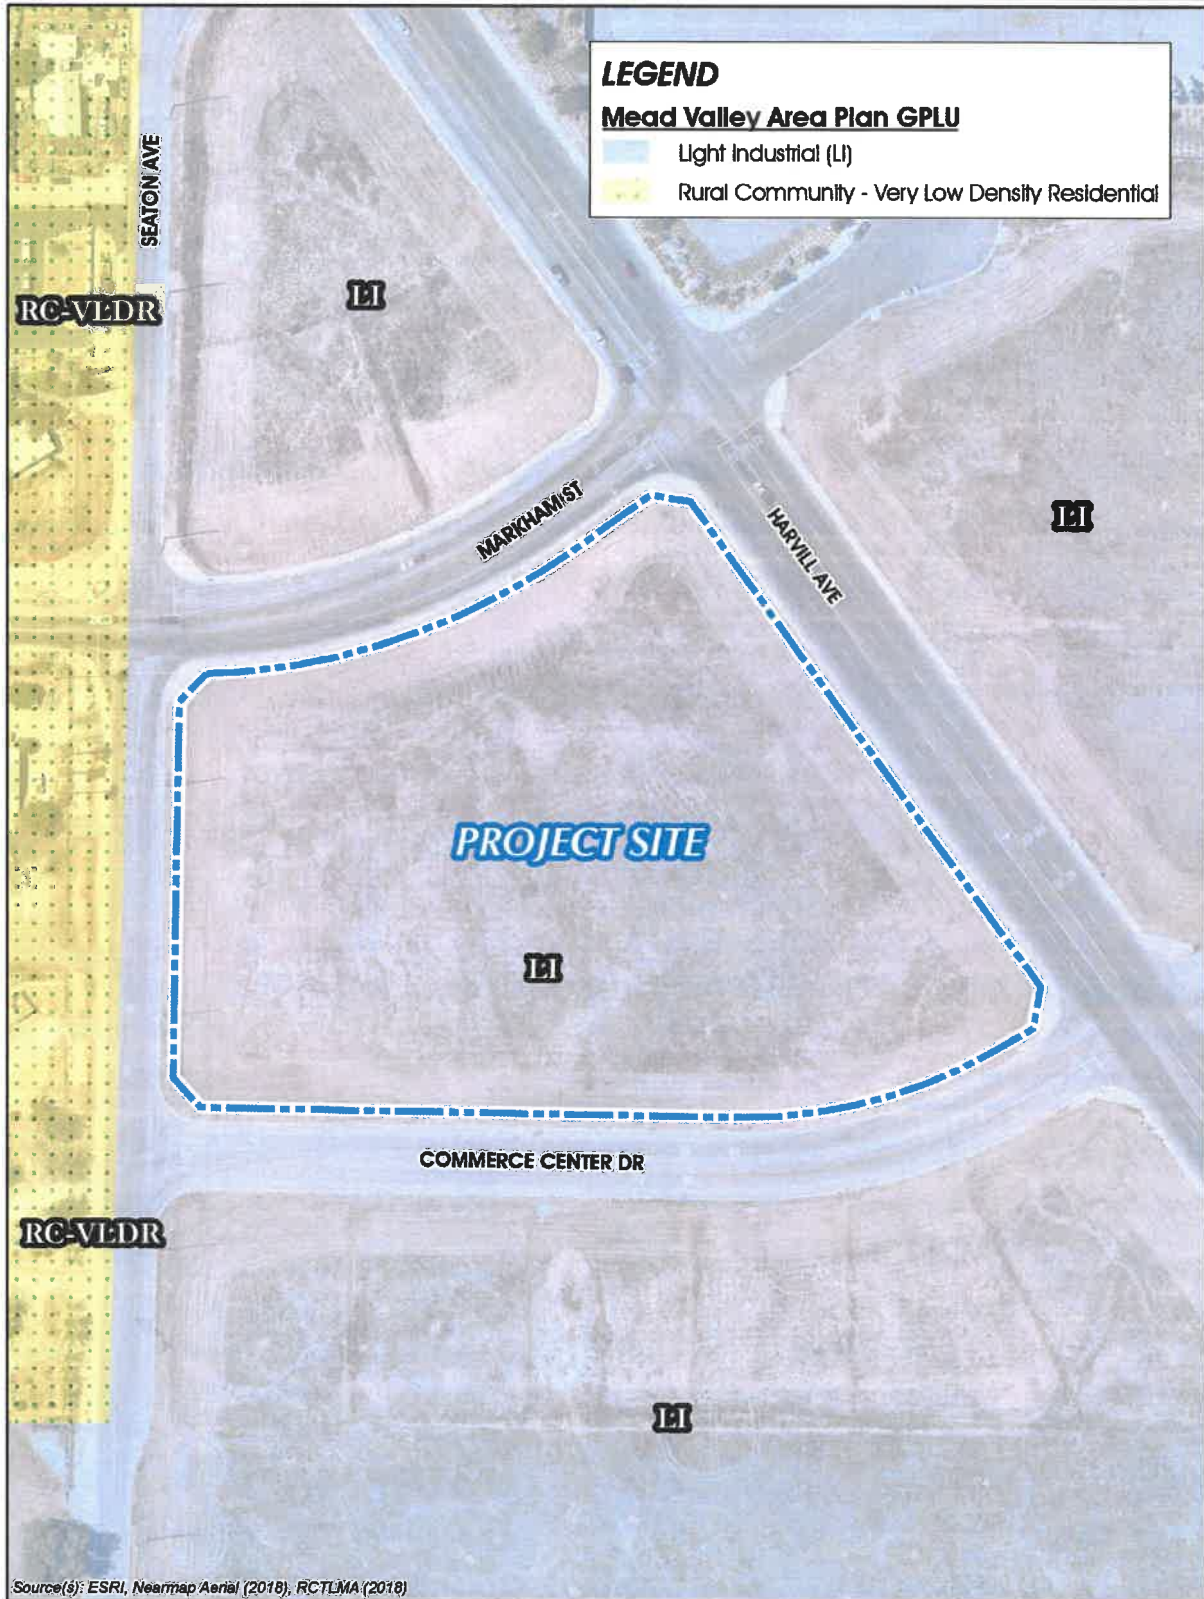 LEGEND
Mead Valley Area Plan GPLU
Light Industrial (LI)
Rural Community - Very Low Density Residential
SEATON AVE
RC-VLDR
LI
MARKHAM ST
HARVILL AVE
LI
PROJECT SITE
LI
COMMERCE CENTER DR
RC-VLDR
LI
Source(s): ESRI, Nearmap Aerial (2018), RCTLMA (2018)